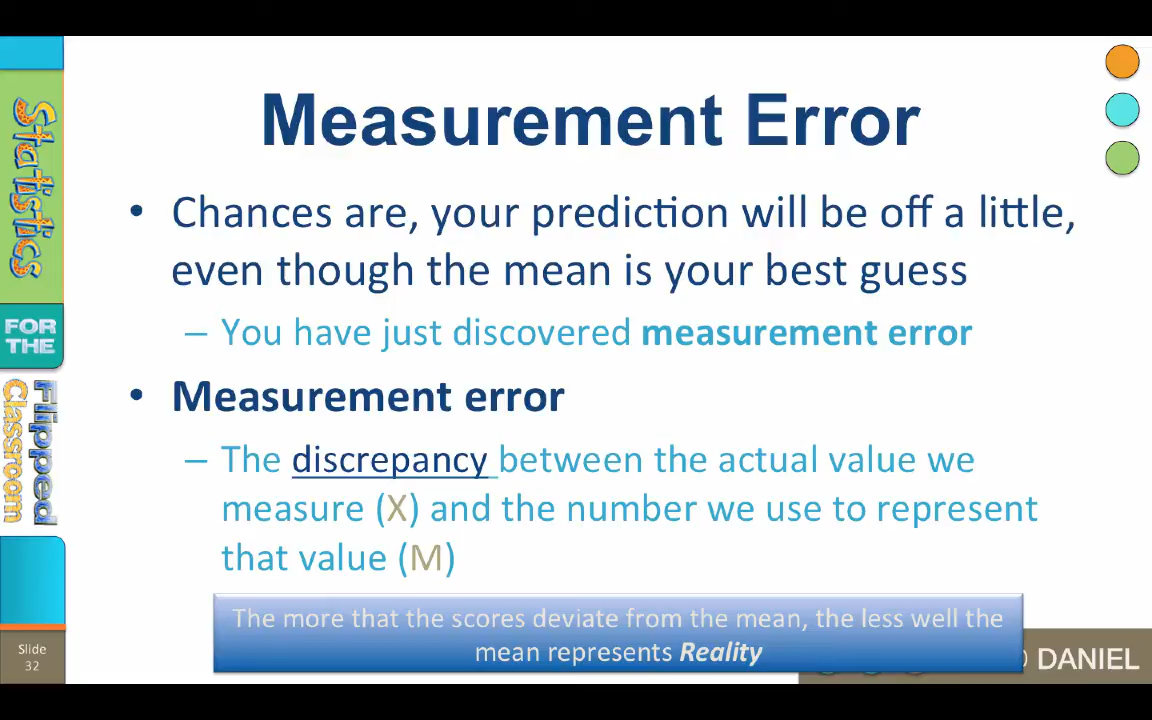 Statistics
FOR
THE
Flipped
Classroom
Measurement Error
• Chances are, your prediction will be off a little,
even though the mean is your best guess
– You have just discovered measurement error
• Measurement error
– The discrepancy between the actual value we
measure (X) and the number we use to represent
that value (M)
The more that the scores deviate from the mean, the less well the
mean represents Reality
Slide
32
DANIEL